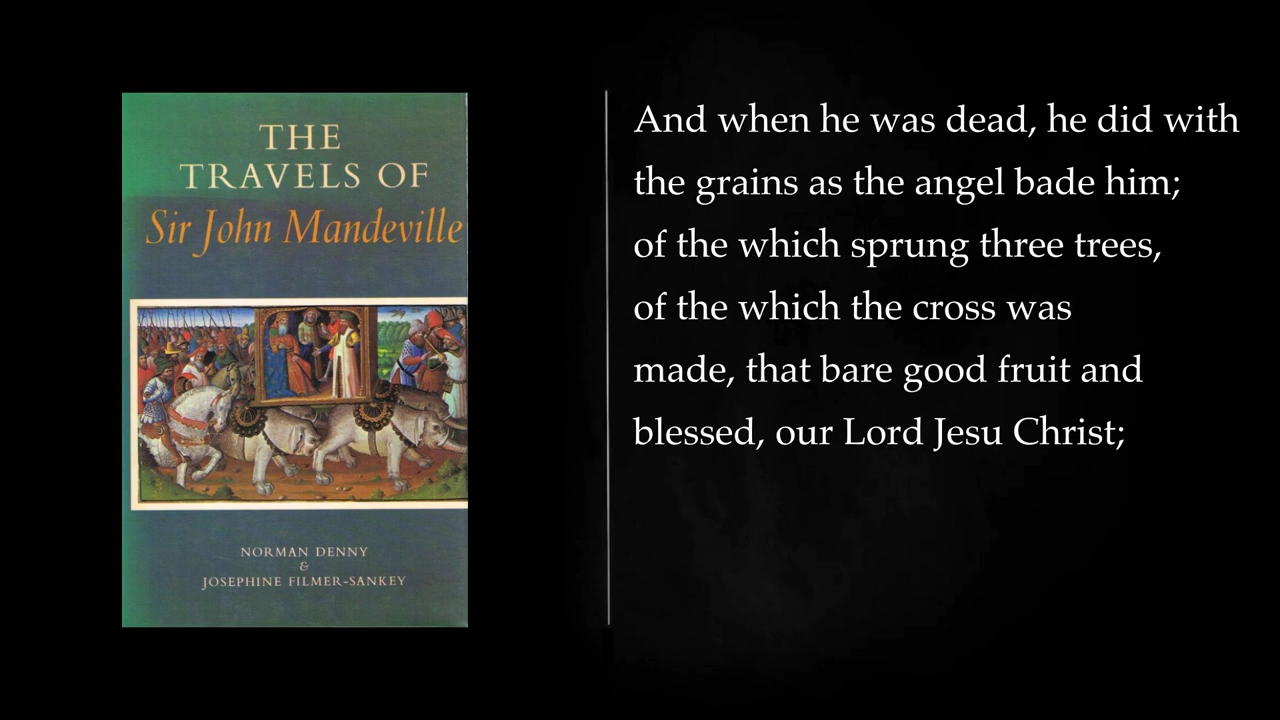 THE
TRAVELS OF
Sir John Mandeville
NORMAN DENNY
&
JOSEPHINE FILMER-SANKEY
And when he was dead, he did with
the grains as the angel bade him;
of the which sprung three trees,
of the which the cross was
made, that bare good fruit and
blessed, our Lord Jesu Christ;